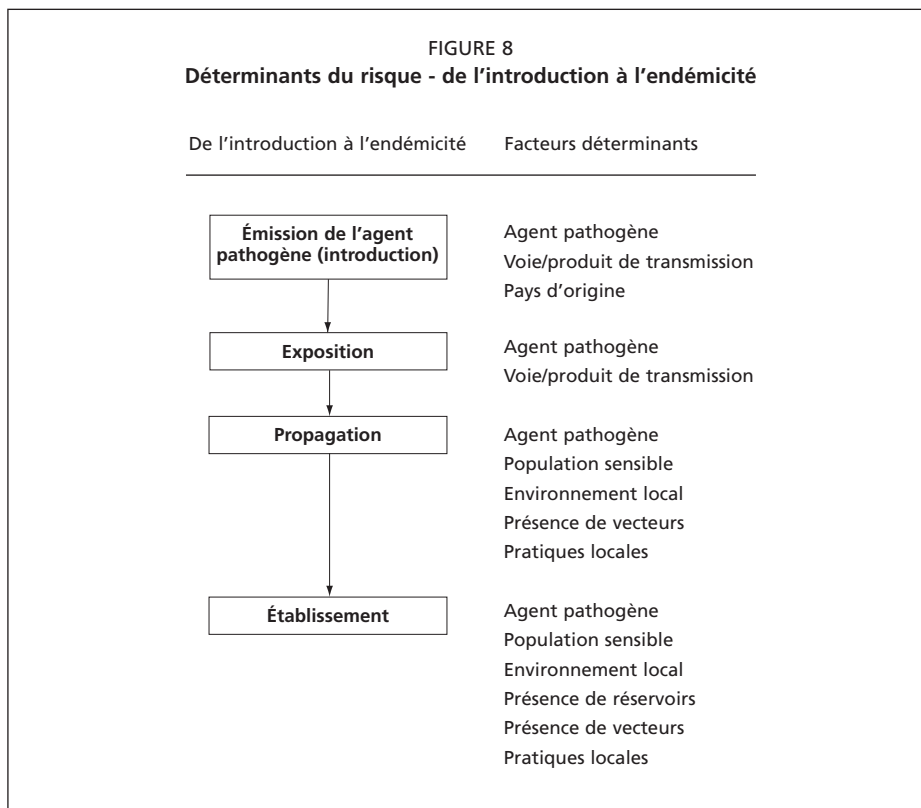 FIGURE 8
Déterminants du risque - de l'introduction à l'endémicité
De l'introduction à l'endémicité
Facteurs déterminants
Émission de l'agent
pathogène (introduction)
Agent pathogène
Voie/produit de transmission
Pays d'origine
Exposition
Agent pathogène
Voie/produit de transmission
Propagation
Agent pathogène
Population sensible
Environnement local
Présence de vecteurs
Pratiques locales
Établissement
Agent pathogène
Population sensible
Environnement local
Présence de réservoirs
Présence de vecteurs
Pratiques locales